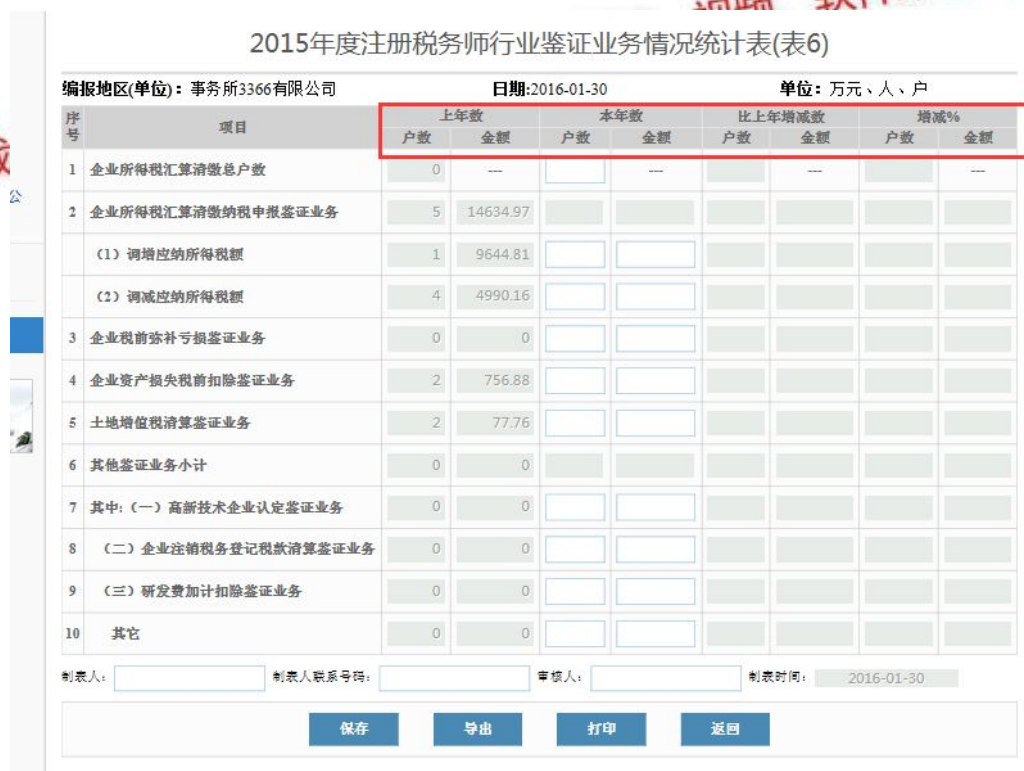 2015年度注册税务师行业鉴证业务情况统计表(表6)
编报地区(单位)：事务所3366有限公司 日期:2016-01-30 单位：万元、人、户
序号 项目 上年数 本年数 比上年增减数 增减%
户数 金额 户数 金额 户数 金额 户数 金额
1 企业所得税汇算清缴总户数 0 --- --- --- ---
公
2 企业所得税汇算清缴纳税申报鉴证业务 5 14634.97
（1）调增应纳所得税额 1 9644.81
（2）调减应纳所得税额 4 4990.16
3 企业税前弥补亏损鉴证业务 0 0
4 企业资产损失税前扣除鉴证业务 2 756.88
5 土地增值税清算鉴证业务 2 77.76
6 其他鉴证业务小计 0 0
7 其中:（一）高新技术企业认定鉴证业务 0 0
8 （二）企业注销税务登记税款清算鉴证业务 0 0
9 （三）研发费加计扣除鉴证业务 0 0
10 其它 0 0
制表人: 制表人联系号码: 审核人: 制表时间: 2016-01-30
保存 导出 打印 返回